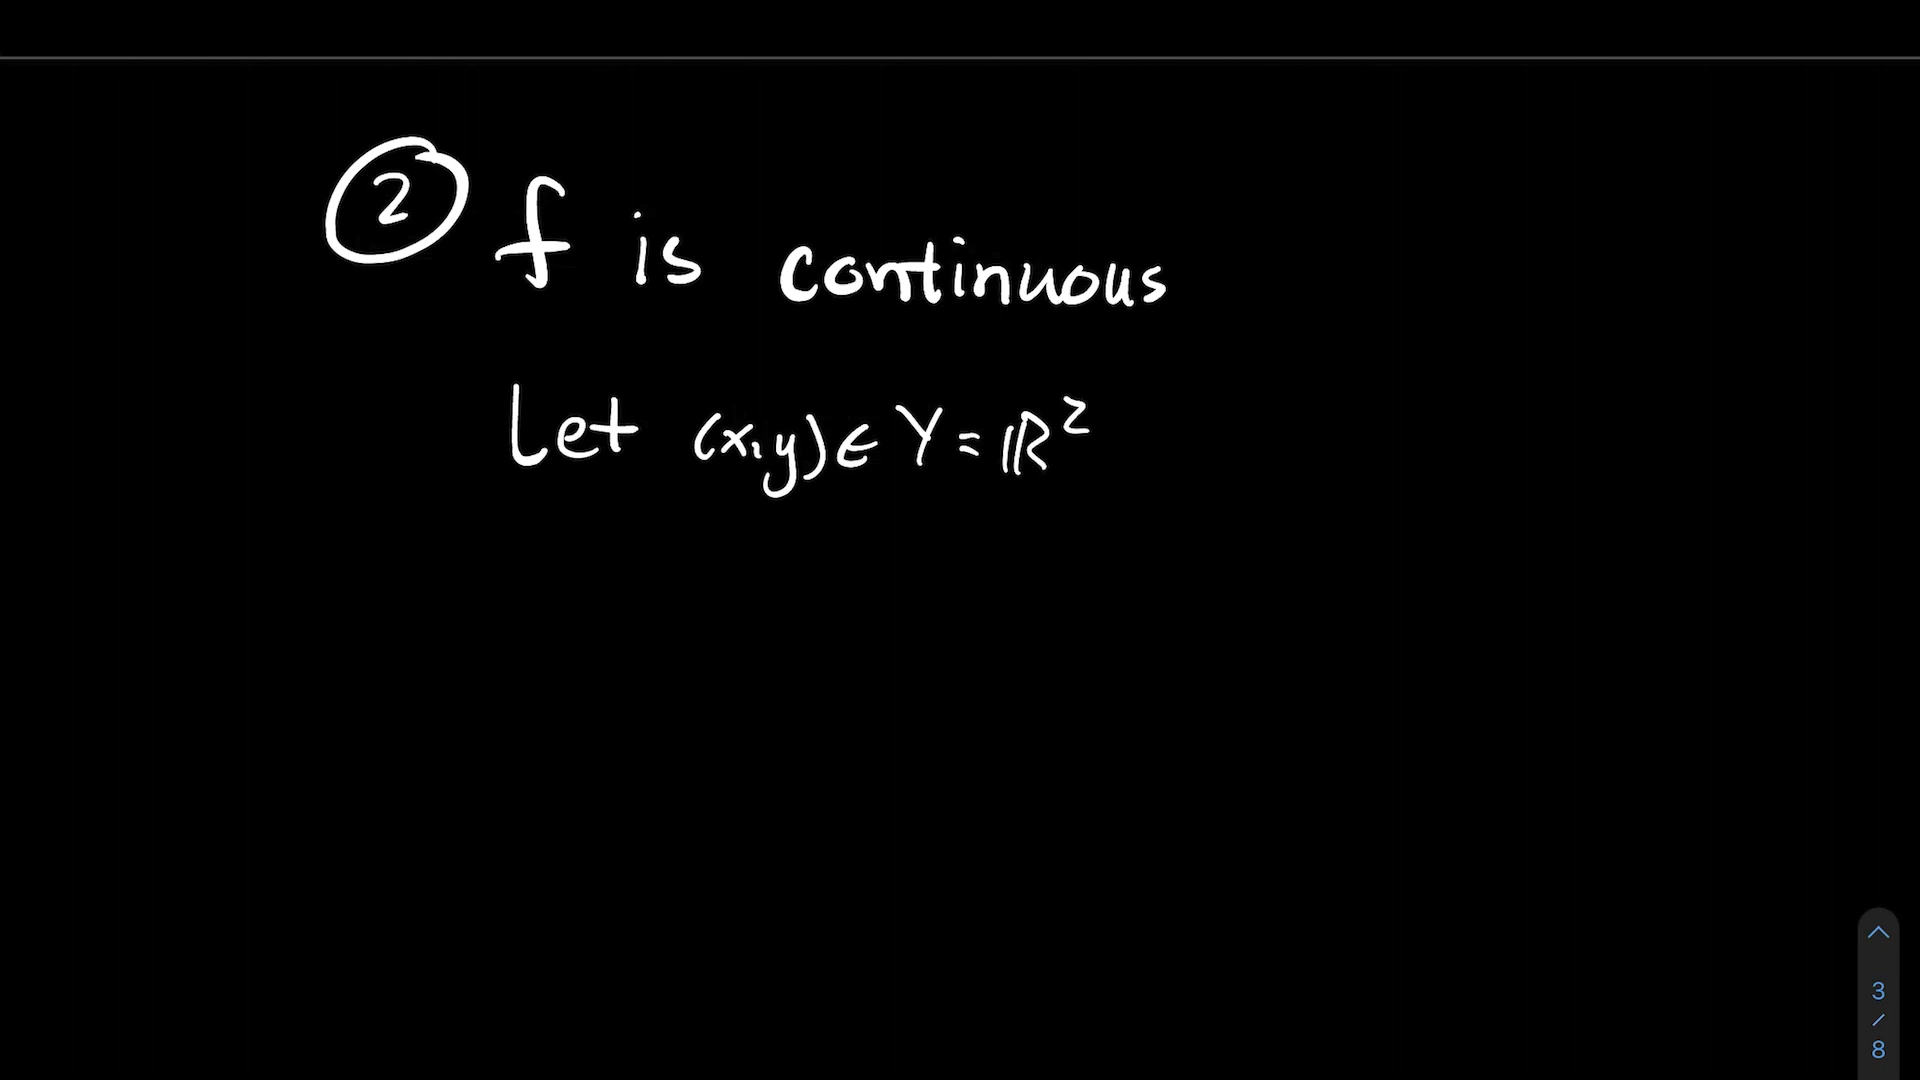 ② f is continuous
Let (x,y) ∈ Y = ℝ²
3
/
8